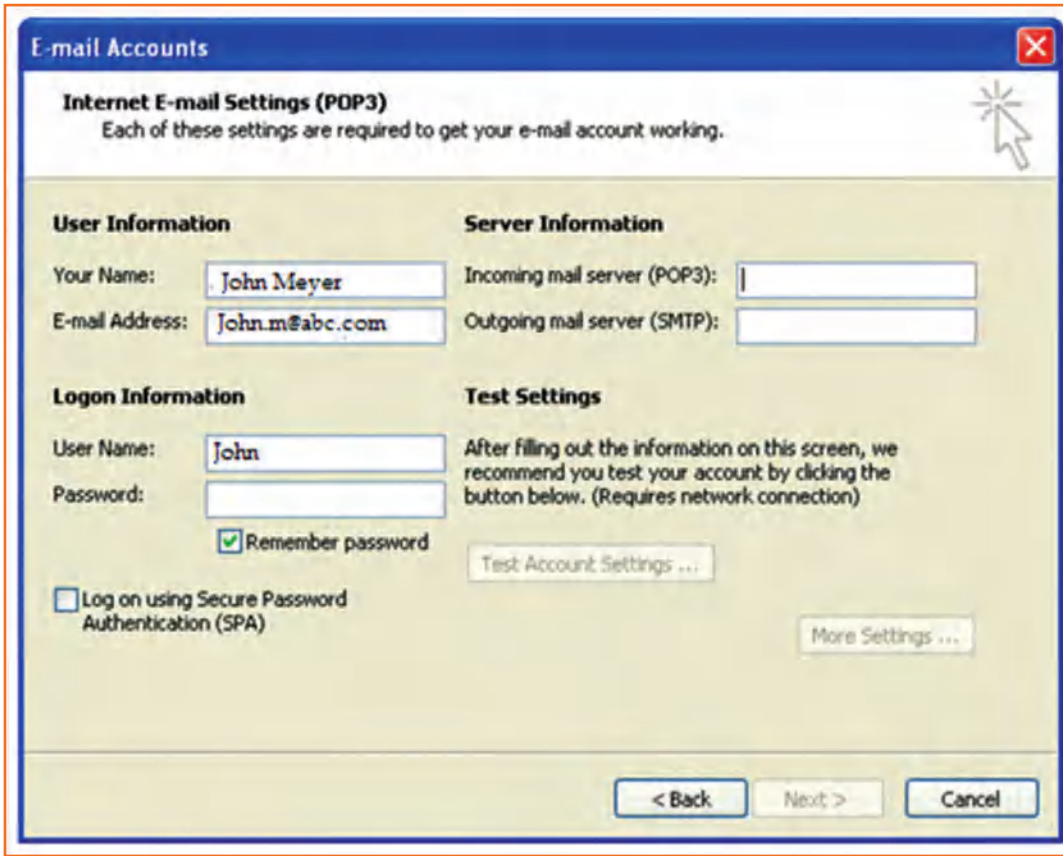 E-mail Accounts
Internet E-mail Settings (POP3)
Each of these settings are required to get your e-mail account working.
User Information
Your Name: John Meyer
E-mail Address: John.m@abc.com
Server Information
Incoming mail server (POP3):
Outgoing mail server (SMTP):
Logon Information
User Name: John
Password:
Remember password
Log on using Secure Password
Authentication (SPA)
Test Settings
After filling out the information on this screen, we
recommend you test your account by clicking the
button below. (Requires network connection)
Test Account Settings ...
More Settings ...
< Back
Next >
Cancel